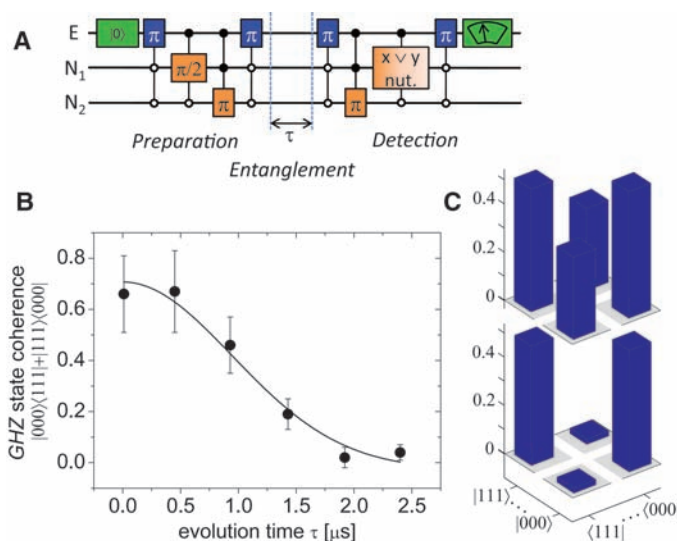 A
E |0⟩ π π π π
N₁ π/2 x ∨ y nut.
N₂ π π
τ
Preparation Detection
Entanglement
B
GHZ state coherence
|000⟩⟨111|+|111⟩⟨000|
0.8
0.6
0.4
0.2
0.0
0.0 0.5 1.0 1.5 2.0 2.5
evolution time τ [µs]
C
0.4
0.2
0
0.4
0.2
0
|111⟩ ⟨000|
|000⟩ ⟨111|